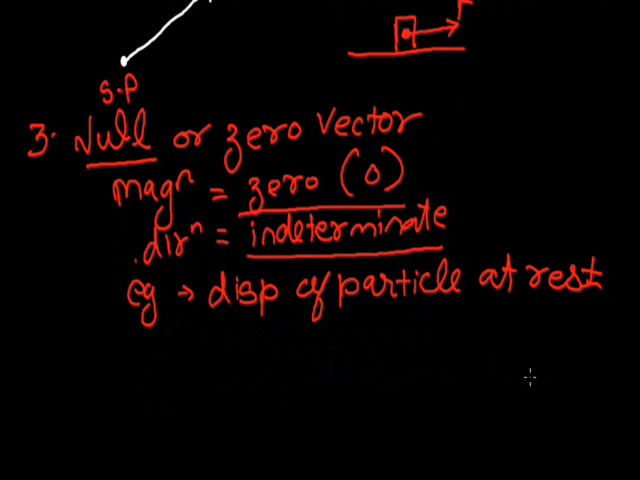 F
S.P
3. Null or zero Vector
magⁿ = zero (0)
dirⁿ = indeterminate
eg → disp of particle at rest